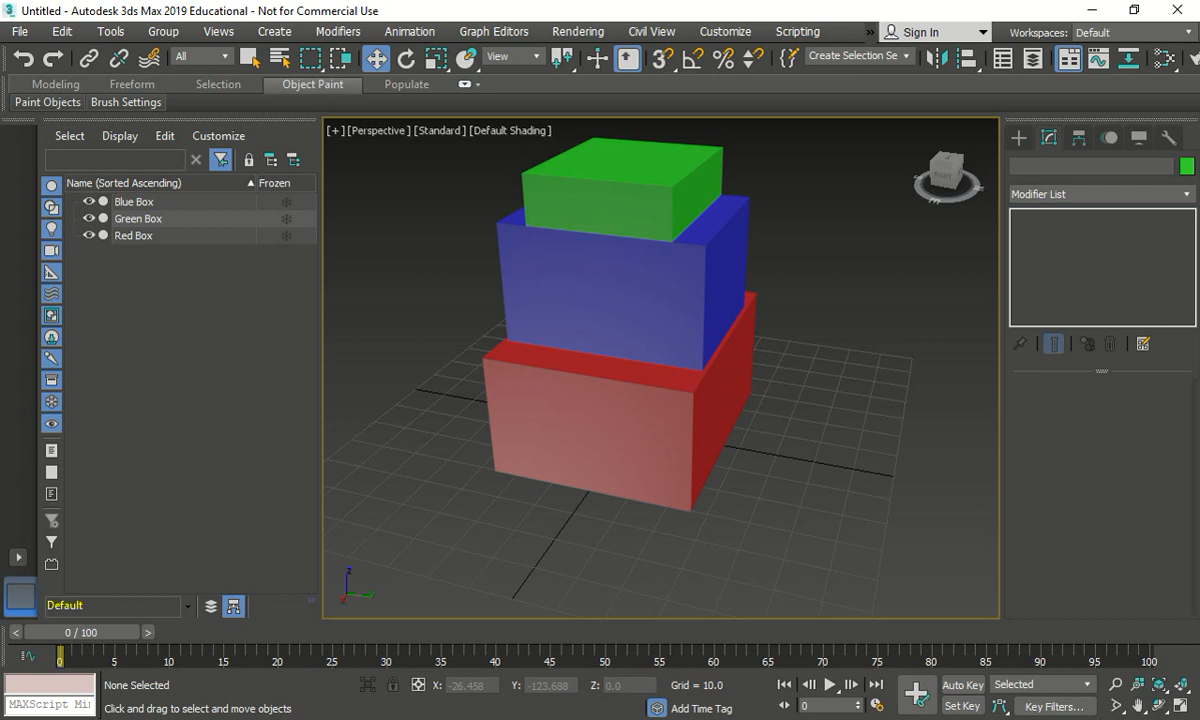 Untitled - Autodesk 3ds Max 2019 Educational - Not for Commercial Use
File Edit Tools Group Views Create Modifiers Animation Graph Editors Rendering Civil View Customize Scripting » Sign In Workspaces: Default
All View Create Selection Se
Modeling Freeform Selection Object Paint Populate
Paint Objects Brush Settings
Select Display Edit Customize
[+] [Perspective] [Standard] [Default Shading]
Name (Sorted Ascending) Frozen
Modifier List
Blue Box
Green Box
Red Box
Default
0 / 100
0 5 10 15 20 25 30 35 40 45 50 55 60 65 70 75 80 85 90 95 100
None Selected X: -26.458 Y: -123.688 Z: 0.0 Grid = 10.0 Auto Key Selected
MAXScript Mi
Click and drag to select and move objects Add Time Tag 0 Set Key Key Filters...